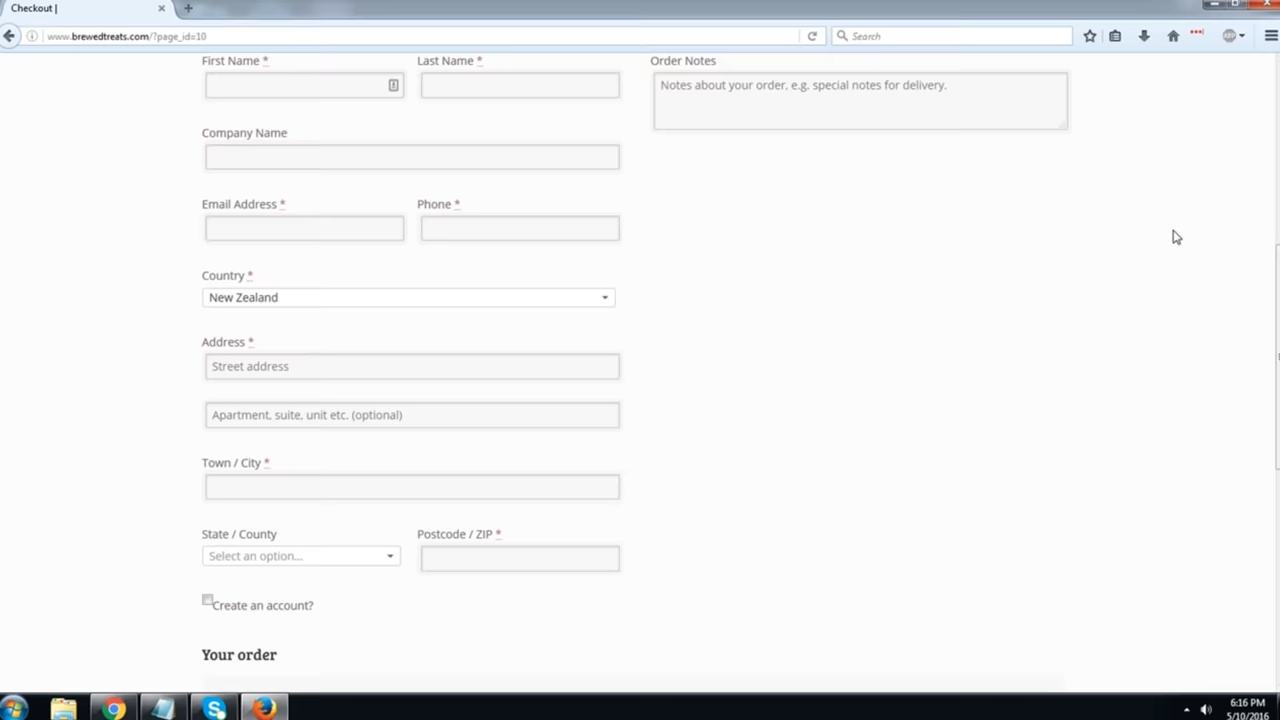 Checkout |
www.brewedtreats.com/?page_id=10
Search
First Name *
Last Name *
Order Notes
Notes about your order, e.g. special notes for delivery.
Company Name
Email Address *
Phone *
Country *
New Zealand
Address *
Street address
Apartment, suite, unit etc. (optional)
Town / City *
State / County
Postcode / ZIP *
Select an option...
Create an account?
Your order
6:16 PM
5/10/2016